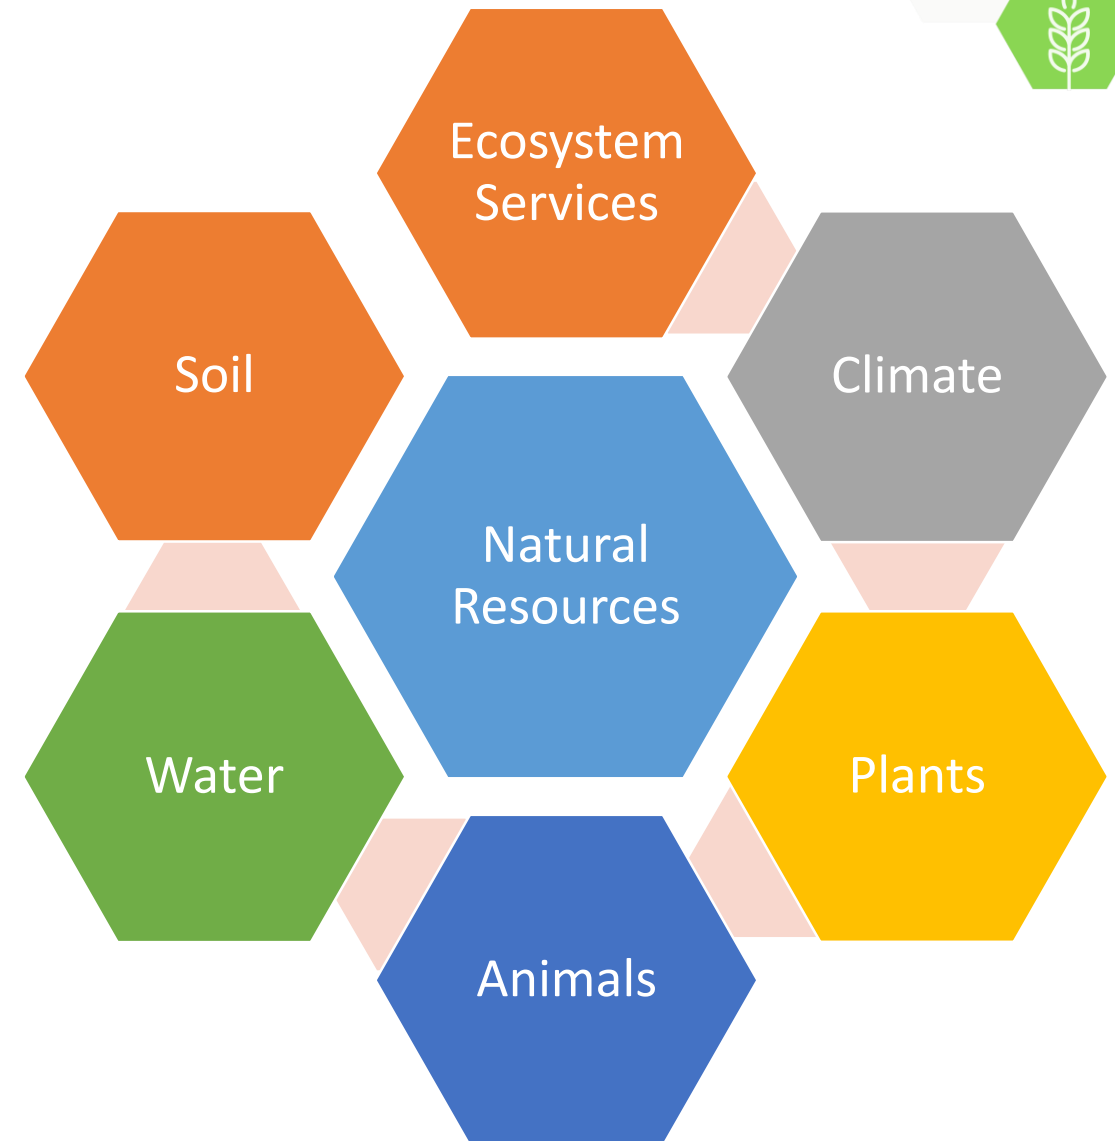 Ecosystem
Services
Soil
Climate
Natural
Resources
Water
Plants
Animals